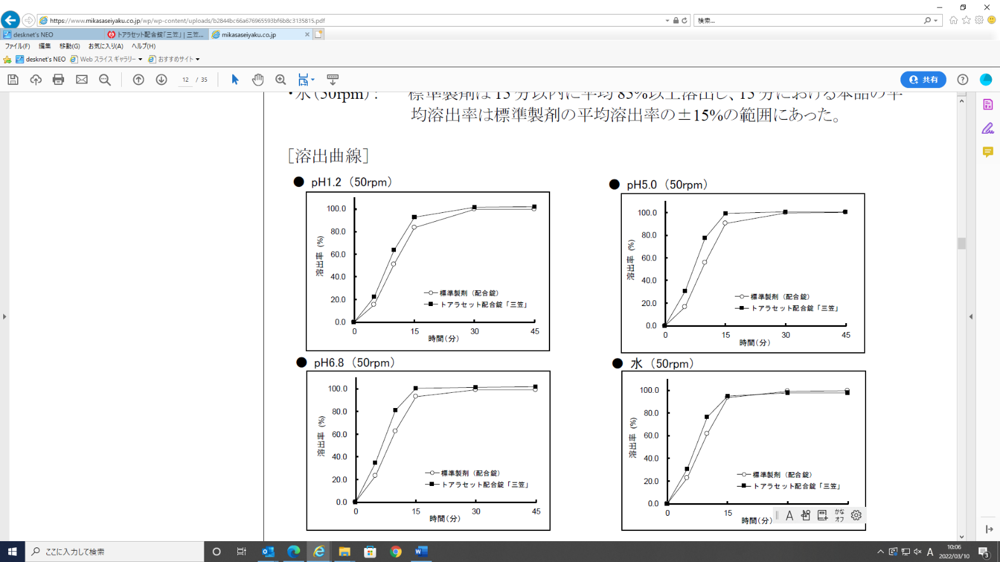 https://www.mikasaseiyaku.co.jp/wp/wp-content/uploads/b2844bc66a676965593bf6b8c3135815.pdf
検索...
desknet's NEO
トアラセット配合錠「三笠」 | 三笠...
mikasaseiyaku.co.jp
ファイル(F) 編集 移動(G) お気に入り(A) ヘルプ(H)
desknet's NEO Web スライス ギャラリー おすすめサイト
12 / 35
共有
・水（50rpm）： 標準製剤は 15 分以内に平均 85%以上溶出し、15 分における本品の平
均溶出率は標準製剤の平均溶出率の±15%の範囲にあった。
［溶出曲線］
● pH1.2（50rpm）
100.0
80.0
60.0
40.0
20.0
0.0
溶出率 (%)
標準製剤（配合錠）
トアラセット配合錠「三笠」
0 15 30 45
時間（分）
● pH5.0（50rpm）
100.0
80.0
60.0
40.0
20.0
0.0
溶出率 (%)
標準製剤（配合錠）
トアラセット配合錠「三笠」
0 15 30 45
時間（分）
● pH6.8（50rpm）
100.0
80.0
60.0
40.0
20.0
0.0
溶出率 (%)
標準製剤（配合錠）
トアラセット配合錠「三笠」
0 15 30 45
時間（分）
● 水（50rpm）
100.0
80.0
60.0
40.0
20.0
0.0
溶出率 (%)
標準製剤（配合錠）
トアラセット配合錠「三笠」
0 15
時間（分）
A かな
オフ
ここに入力して検索
A
10:06
2022/03/10
3